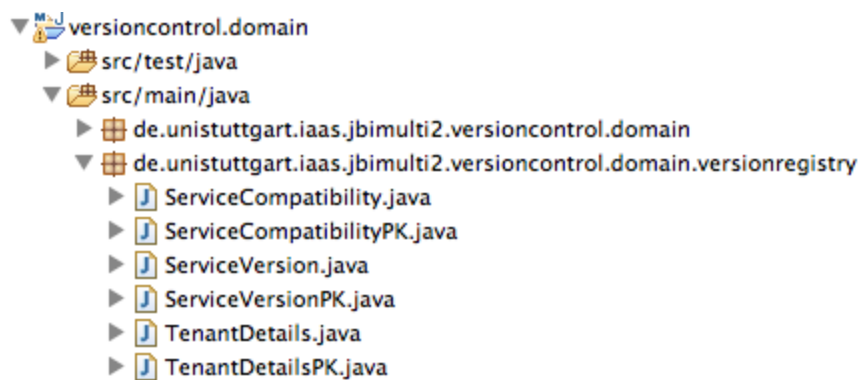 versioncontrol.domain
src/test/java
src/main/java
de.unistuttgart.iaas.jbimulti2.versioncontrol.domain
de.unistuttgart.iaas.jbimulti2.versioncontrol.domain.versionregistry
ServiceCompatibility.java
ServiceCompatibilityPK.java
ServiceVersion.java
ServiceVersionPK.java
TenantDetails.java
TenantDetailsPK.java